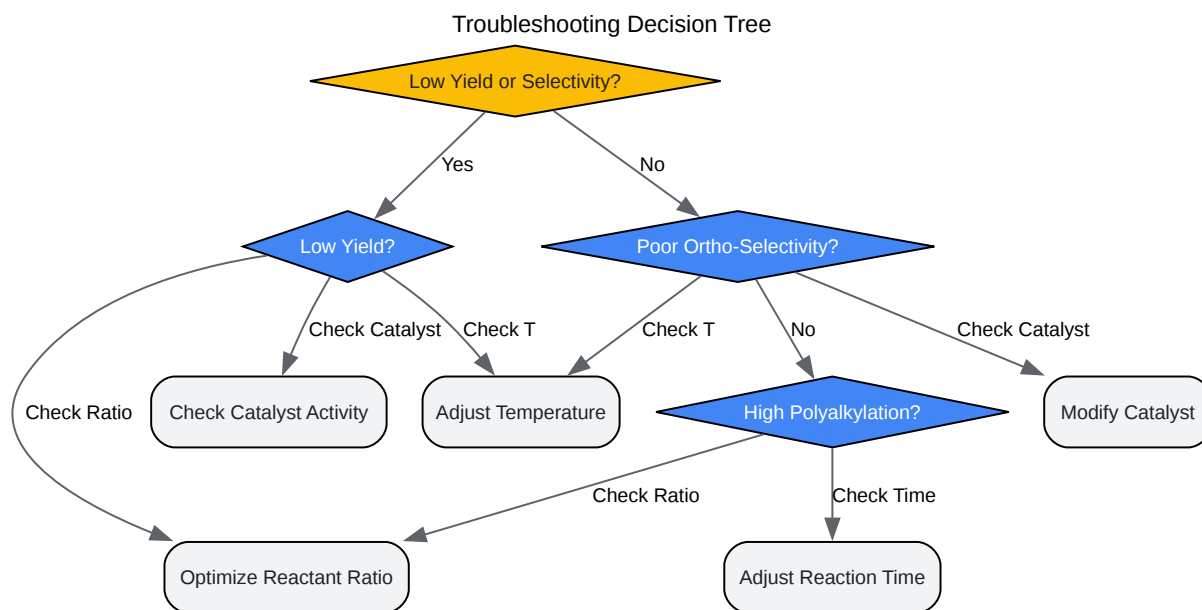 Troubleshooting Decision Tree
Low Yield or Selectivity?
Yes
No
Low Yield?
Poor Ortho-Selectivity?
Check Catalyst
Check T
Check T
No
Check Catalyst
Check Ratio
Check Catalyst Activity
Adjust Temperature
High Polyalkylation?
Modify Catalyst
Check Ratio
Check Time
Optimize Reactant Ratio
Adjust Reaction Time